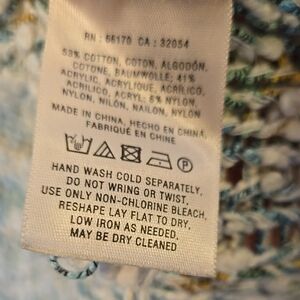 RN : 66170 CA : 32054
53% COTTON, COTON, ALGODÓN,
COTONE, BAUMWOLLE; 41%
ACRYLIC, ACRYLIQUE, ACRÍLICO,
ACRILICO, ACRYL; 6% NYLON,
NYLON, NILÓN, NAILON, NYLON
MADE IN CHINA, HECHO EN CHINA,
FABRIQUÉ EN CHINE
P
HAND WASH COLD SEPARATELY.
DO NOT WRING OR TWIST.
USE ONLY NON-CHLORINE BLEACH.
RESHAPE LAY FLAT TO DRY.
LOW IRON AS NEEDED.
MAY BE DRY CLEANED